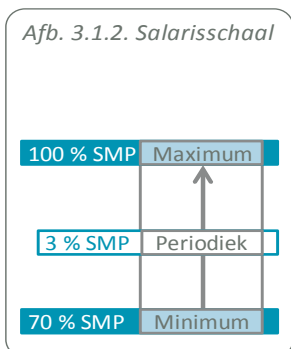 Afb. 3.1.2. Salarisschaal
100 % SMP Maximum
3 % SMP Periodiek
70 % SMP Minimum